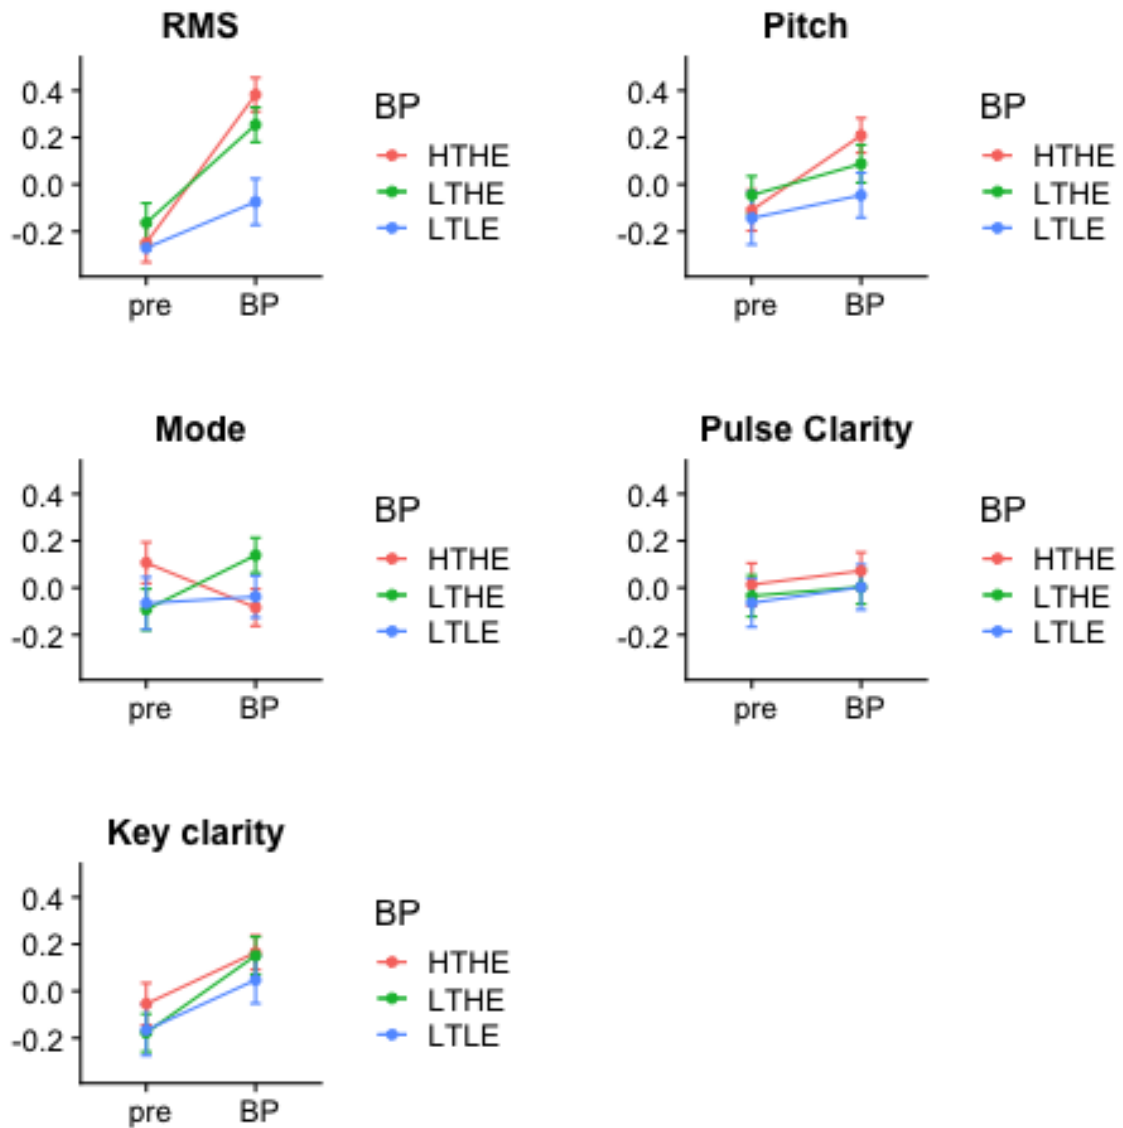 RMS
0.4
0.2
0.0
-0.2
pre BP
BP
HTHE
LTHE
LTLE
Pitch
0.4
0.2
0.0
-0.2
pre BP
BP
HTHE
LTHE
LTLE
Mode
0.4
0.2
0.0
-0.2
pre BP
BP
HTHE
LTHE
LTLE
Pulse Clarity
0.4
0.2
0.0
-0.2
pre BP
BP
HTHE
LTHE
LTLE
Key clarity
0.4
0.2
0.0
-0.2
pre BP
BP
HTHE
LTHE
LTLE